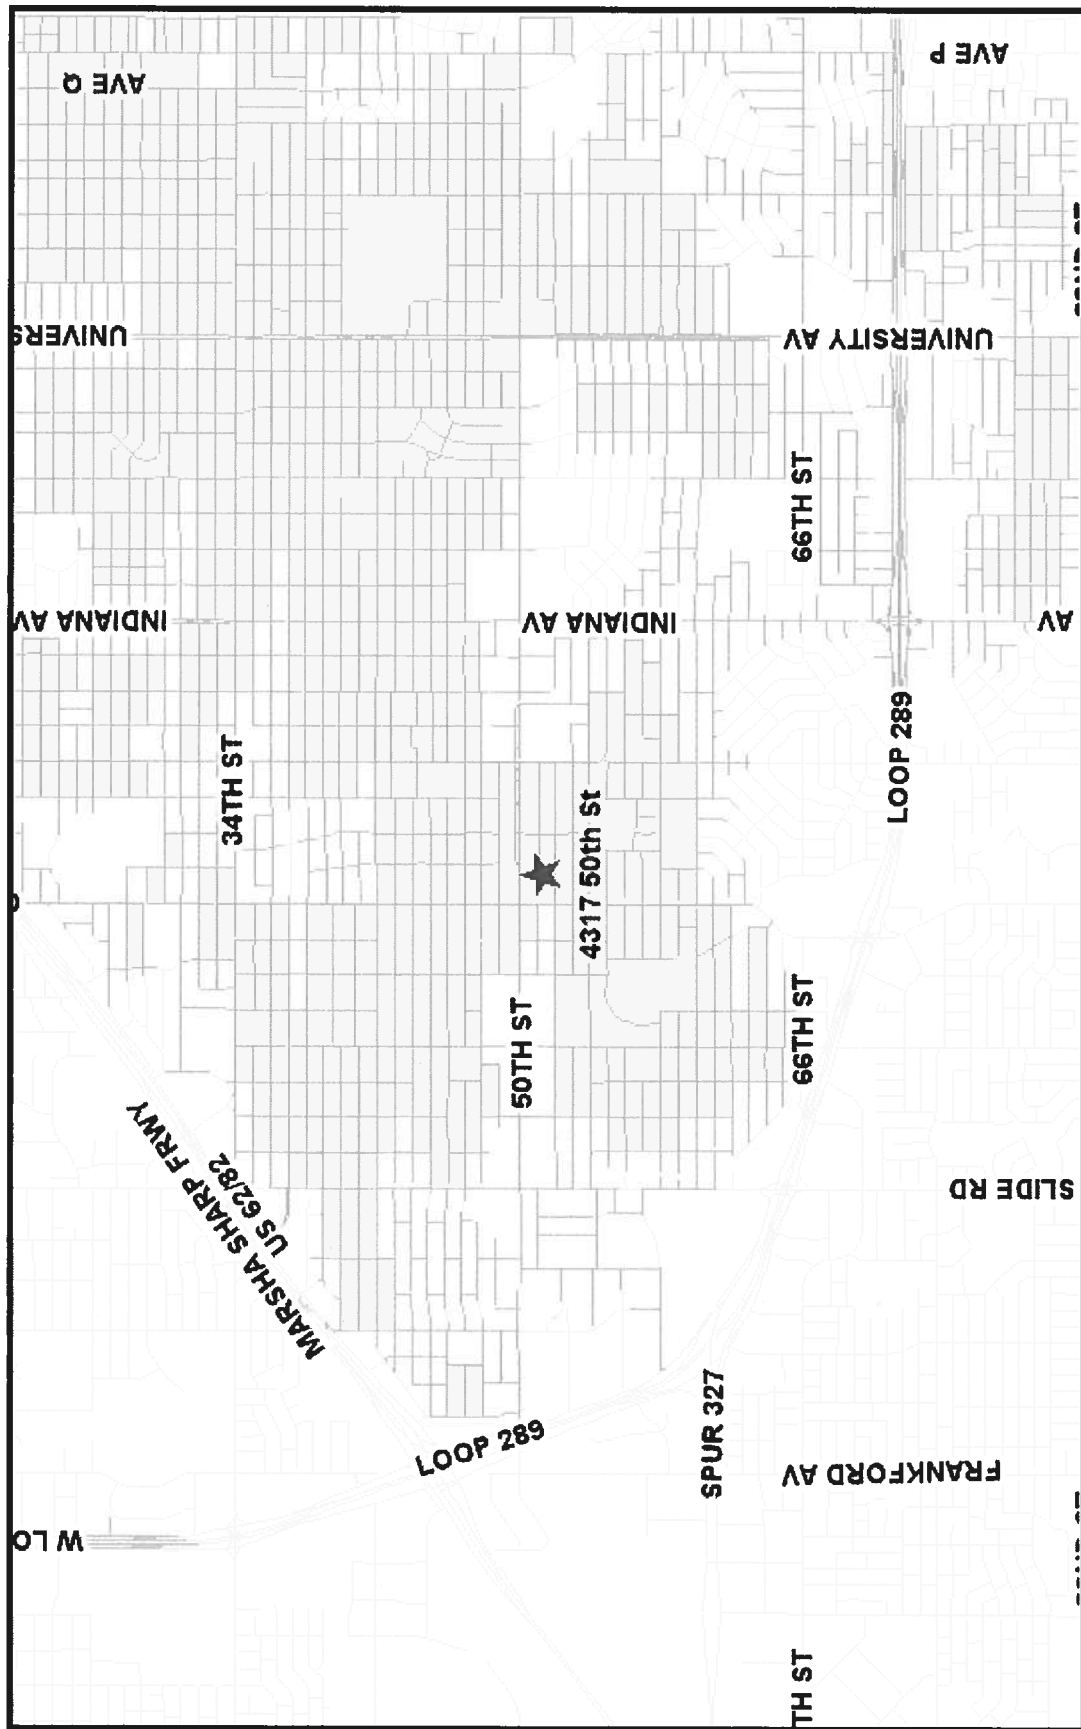 AVE Q
AVE P
UNIVERS
UNIVERSITY AV
66TH ST
INDIANA AV
INDIANA AV
AV
34TH ST
LOOP 289
4317 50th St
50TH ST
66TH ST
MARSHA SHARP FRWY
US 62/82
SLIDE RD
LOOP 289
SPUR 327
FRANKFORD AV
W LO
TH ST